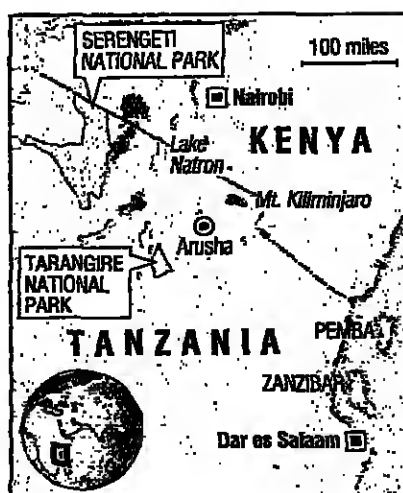 SERENGETI
NATIONAL PARK
100 miles
Nairobi
KENYA
Lake
Natron
Mt. Kiliminjaro
Arusha
TARANGIRE
NATIONAL
PARK
TANZANIA
PEMBA
ZANZIBAR
Dar es Salaam